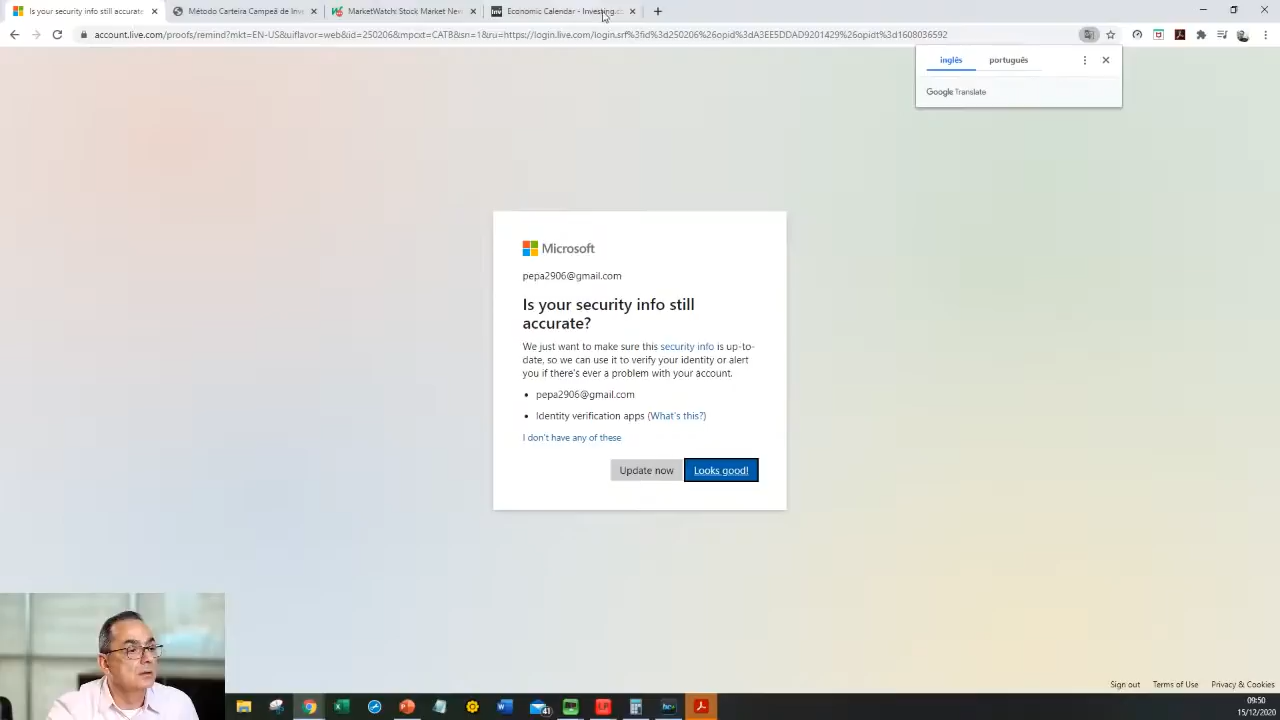 Is your security info still accurate
Método Carteira Campeã de Inv
MarketWatch: Stock Market New
Economic Calendar - Investing.c
account.live.com/proofs/remind?mkt=EN-US&uiflavor=web&id=250206&mpcxt=CATB&sn=1&ru=https://login.live.com/login.srf%3fid%3d250206%26opid%3dA3EE5DDAD9201429%26opidt%3d1608036592
inglês português
Google Translate
Microsoft
pepa2906@gmail.com
Is your security info still
accurate?
We just want to make sure this security info is up-to-
date, so we can use it to verify your identity or alert
you if there's ever a problem with your account.
• pepa2906@gmail.com
• Identity verification apps (What's this?)
I don't have any of these
Update now Looks good!
Sign out Terms of Use Privacy & Cookies
09:50
15/12/2020